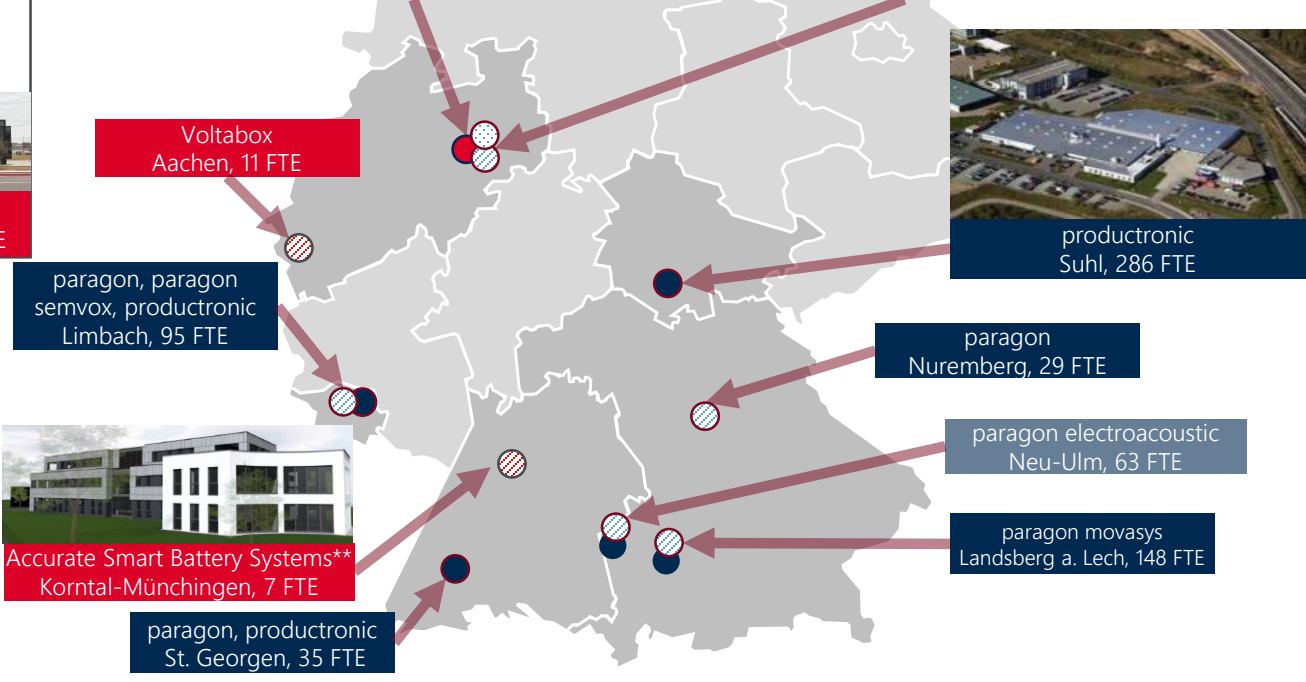 Voltabox
Aachen, 11 FTE
E
paragon, paragon
semvox, productronic
Limbach, 95 FTE
productronic
Suhl, 286 FTE
paragon
Nuremberg, 29 FTE
paragon electroacoustic
Neu-Ulm, 63 FTE
paragon movasys
Landsberg a. Lech, 148 FTE
Accurate Smart Battery Systems**
Korntal-Münchingen, 7 FTE
paragon, productronic
St. Georgen, 35 FTE